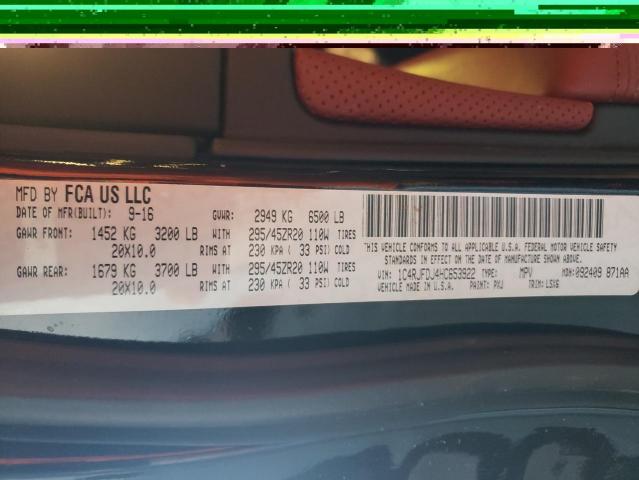 MFD BY FCA US LLC
DATE OF MFR(BUILT): 9-16 GVWR: 2949 KG 6500 LB
GAWR FRONT: 1452 KG 3200 LB WITH 295/45ZR20 110W TIRES
20X10.0 RIMS AT 230 KPA ( 33 PSI) COLD
GAWR REAR: 1679 KG 3700 LB WITH 295/45ZR20 110W TIRES
20X10.0 RIMS AT 230 KPA ( 33 PSI) COLD
THIS VEHICLE CONFORMS TO ALL APPLICABLE U.S.A. FEDERAL MOTOR VEHICLE SAFETY
STANDARDS IN EFFECT ON THE DATE OF MANUFACTURE SHOWN ABOVE.
VIN: 1C4RJFDJ4HC653922 TYPE: MPV MDH: 092409 871AA
VEHICLE MADE IN U.S.A. PAINT: PXJ TRIM: LSX6